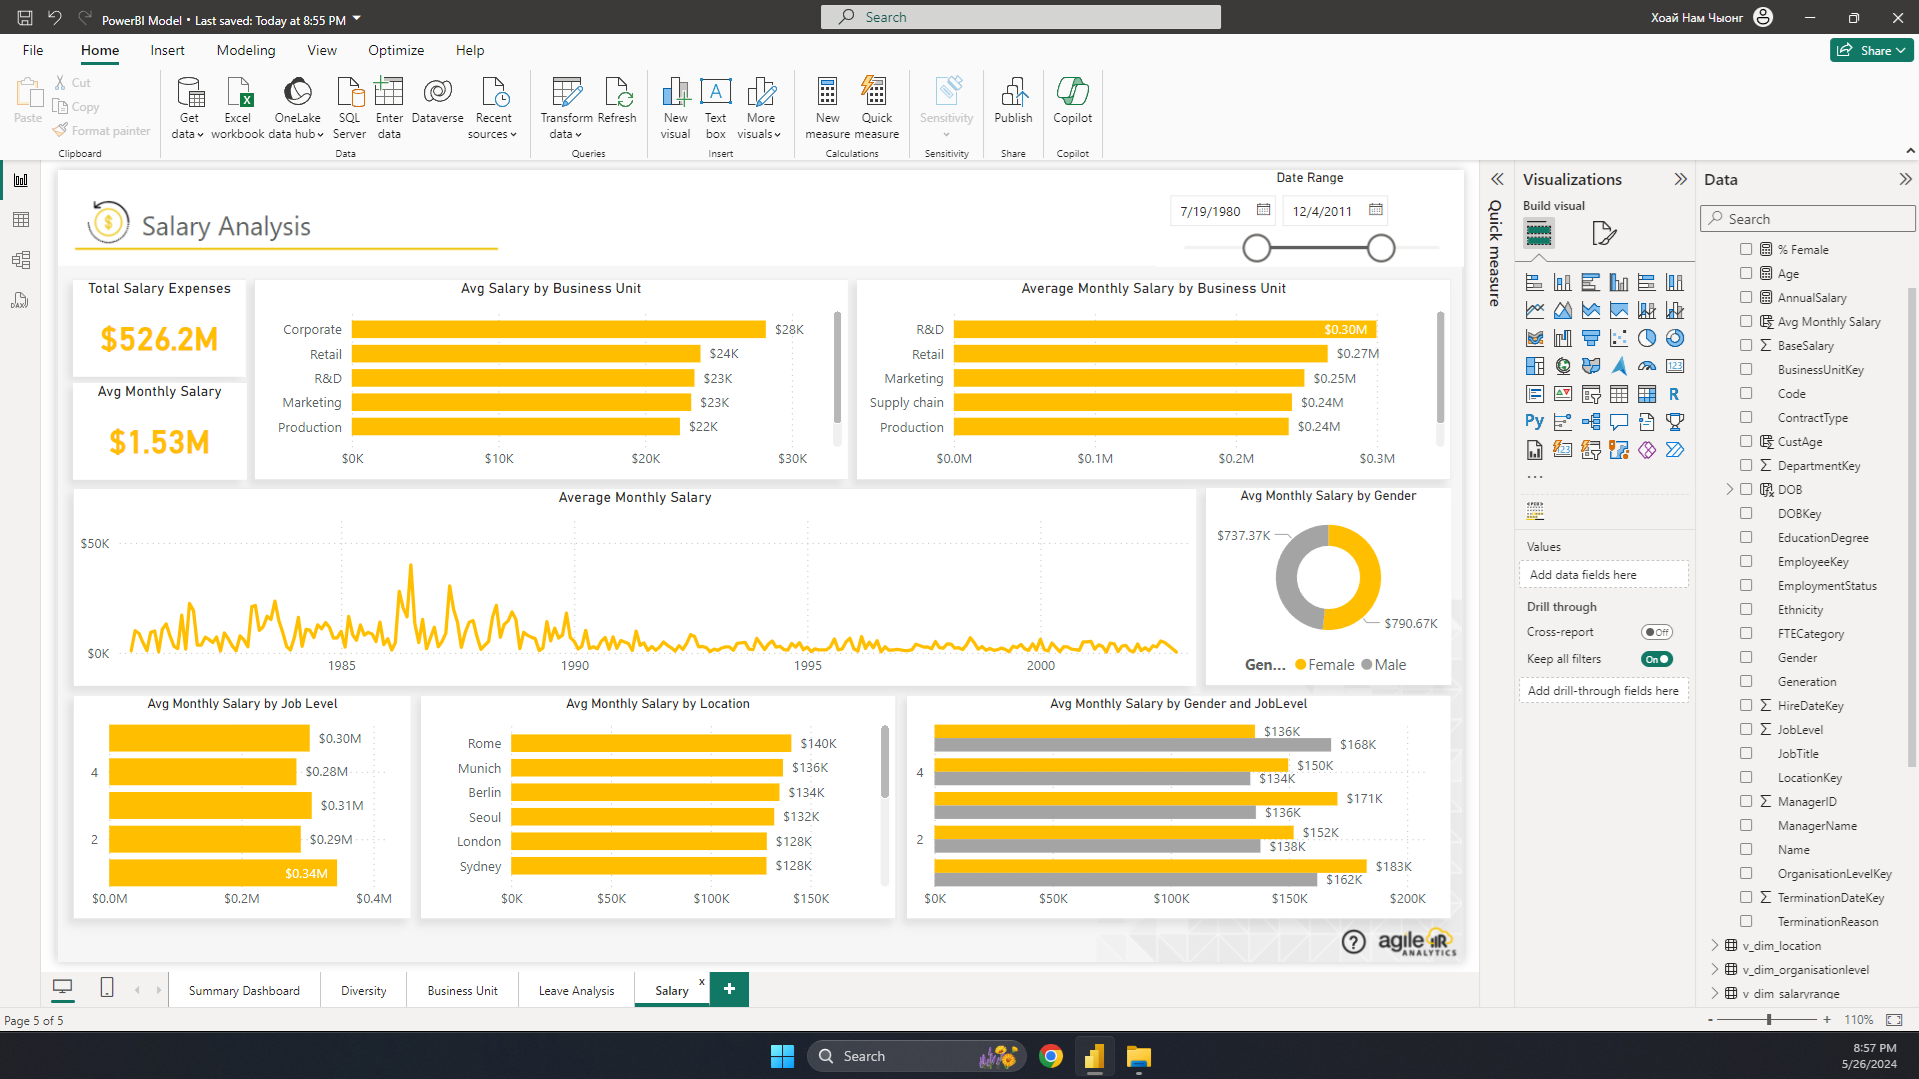 PowerBI Model • Last saved: Today at 8:55 PM
Search
Хоай Нам Чыонг
File Home Insert Modeling View Optimize Help
Share
Paste
Cut
Copy
Format painter
Clipboard
Get data
Excel workbook
OneLake data hub
SQL Server
Enter data
Dataverse
Recent sources
Data
Transform data
Refresh
Queries
New visual
Text box
More visuals
Insert
New measure
Quick measure
Calculations
Sensitivity
Sensitivity
Publish
Share
Copilot
Copilot
Salary Analysis
Date Range
7/19/1980
12/4/2011
Total Salary Expenses
$526.2M
Avg Monthly Salary
$1.53M
Avg Salary by Business Unit
Corporate $28K
Retail $24K
R&D $23K
Marketing $23K
Production $22K
$0K $10K $20K $30K
Average Monthly Salary by Business Unit
R&D $0.30M
Retail $0.27M
Marketing $0.25M
Supply chain $0.24M
Production $0.24M
$0.0M $0.1M $0.2M $0.3M
Average Monthly Salary
$50K
$0K
1985 1990 1995 2000
Avg Monthly Salary by Gender
$737.37K
$790.67K
Gen... Female Male
Avg Monthly Salary by Job Level
$0.30M
4 $0.28M
$0.31M
2 $0.29M
$0.34M
$0.0M $0.2M $0.4M
Avg Monthly Salary by Location
Rome $140K
Munich $136K
Berlin $134K
Seoul $132K
London $128K
Sydney $128K
$0K $50K $100K $150K
Avg Monthly Salary by Gender and JobLevel
$136K
$168K
4 $150K
$134K
$171K
$136K
2 $152K
$138K
$183K
$162K
$0K $50K $100K $150K $200K
? agile HR
ANALYTICS
Quick measure
Visualizations
Build visual
Values
Add data fields here
Drill through
Cross-report Off
Keep all filters On
Add drill-through fields here
Data
Search
% Female
Age
AnnualSalary
Avg Monthly Salary
BaseSalary
BusinessUnitKey
Code
ContractType
CustAge
DepartmentKey
DOB
DOBKey
EducationDegree
EmployeeKey
EmploymentStatus
Ethnicity
FTECategory
Gender
Generation
HireDateKey
JobLevel
JobTitle
LocationKey
ManagerID
ManagerName
Name
OrganisationLevelKey
TerminationDateKey
TerminationReason
v_dim_location
v_dim_organisationlevel
v_dim_salaryrange
Summary Dashboard Diversity Business Unit Leave Analysis Salary x +
Page 5 of 5
- + 110%
Search
8:57 PM
5/26/2024